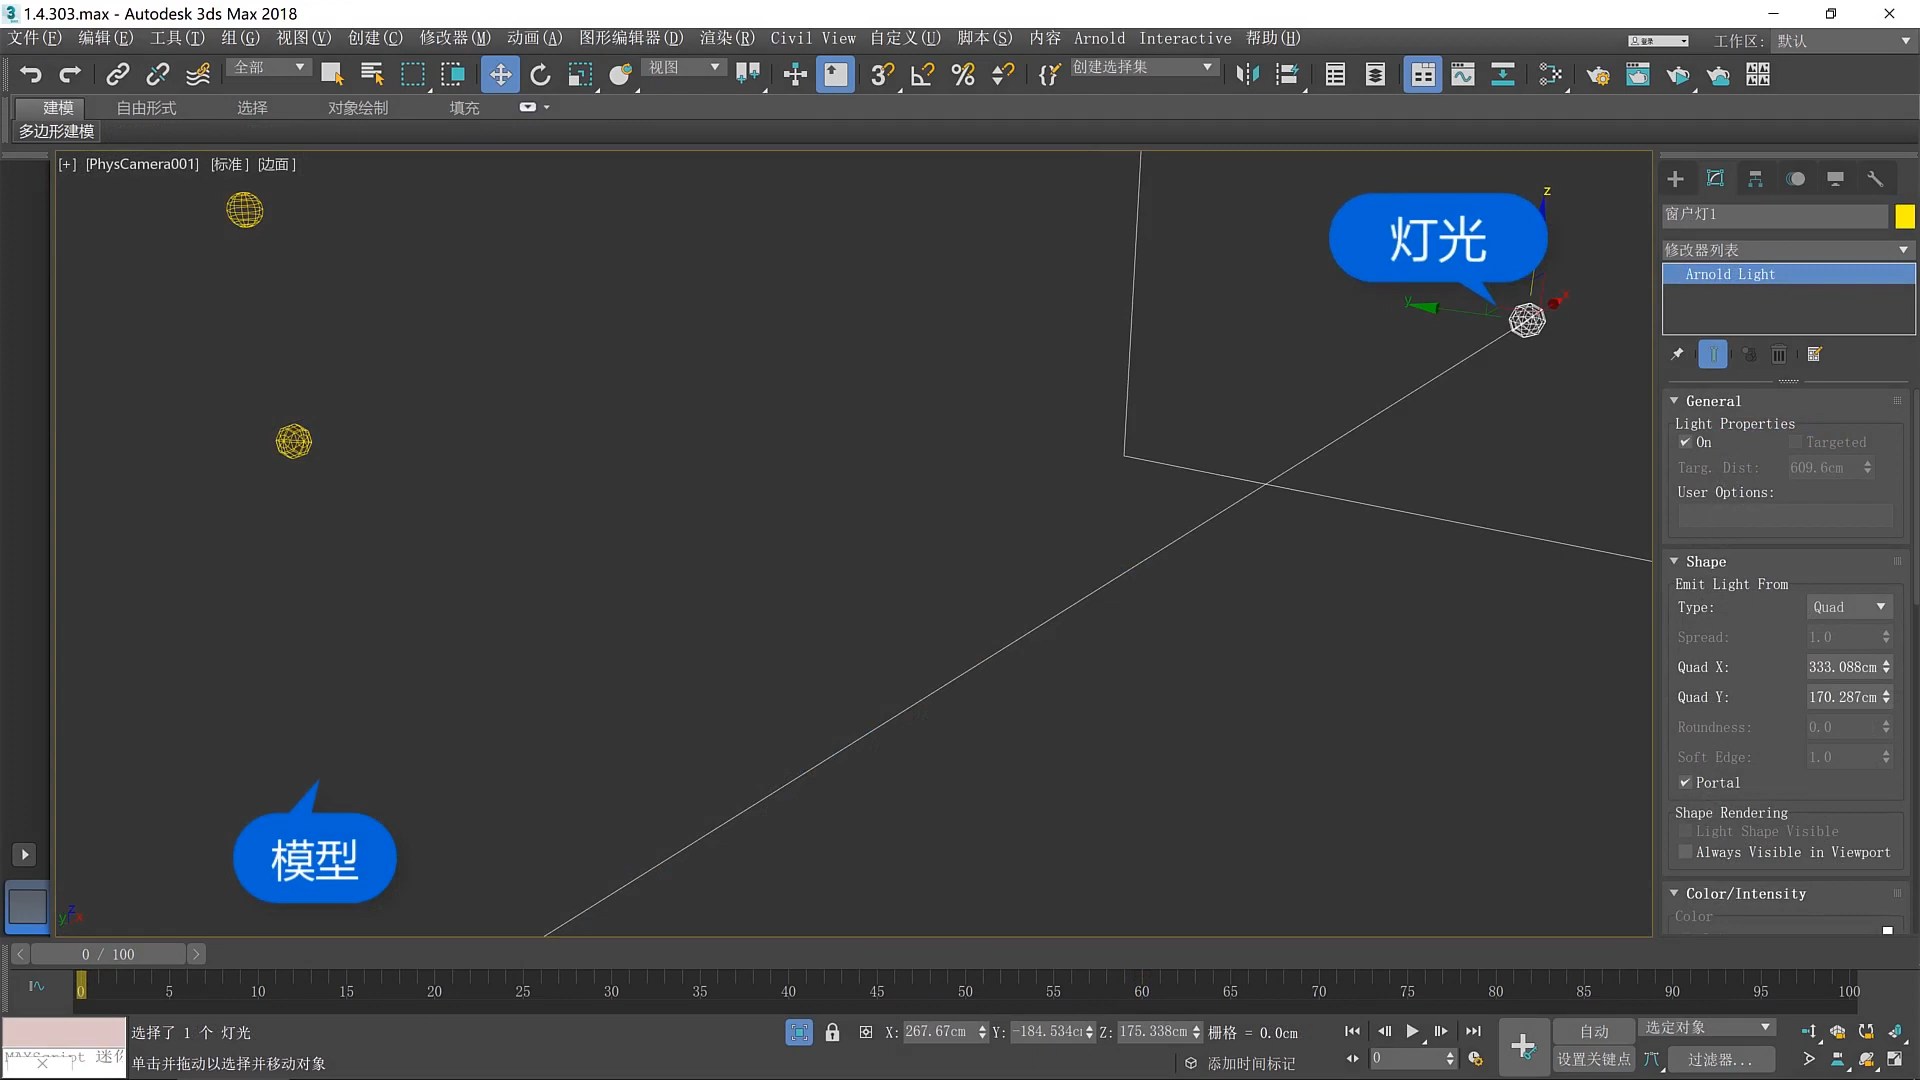 1.4.303.max - Autodesk 3ds Max 2018
文件(F) 编辑(E) 工具(T) 组(G) 视图(V) 创建(C) 修改器(M) 动画(A) 图形编辑器(D) 渲染(R) Civil View 自定义(U) 脚本(S) 内容 Arnold Interactive 帮助(H)
登录 工作区: 默认
全部 视图 创建选择集
建模 自由形式 选择 对象绘制 填充
多边形建模
[+] [PhysCamera001] [标准] [边面]
灯光
z
y
x
模型
z
y x
窗户灯1
修改器列表
Arnold Light
General
Light Properties
On Targeted
Targ. Dist: 609.6cm
User Options:
Shape
Emit Light From
Type: Quad
Spread: 1.0
Quad X: 333.088cm
Quad Y: 170.287cm
Roundness: 0.0
Soft Edge: 1.0
Portal
Shape Rendering
Light Shape Visible
Always Visible in Viewport
Color/Intensity
Color
0 / 100
0 5 10 15 20 25 30 35 40 45 50 55 60 65 70 75 80 85 90 95 100
选择了 1 个 灯光
X: 267.67cm Y: -184.534c Z: 175.338cm 栅格 = 0.0cm
自动 选定对象
MAXScript 迷
单击并拖动以选择并移动对象
添加时间标记
0
设置关键点 过滤器...